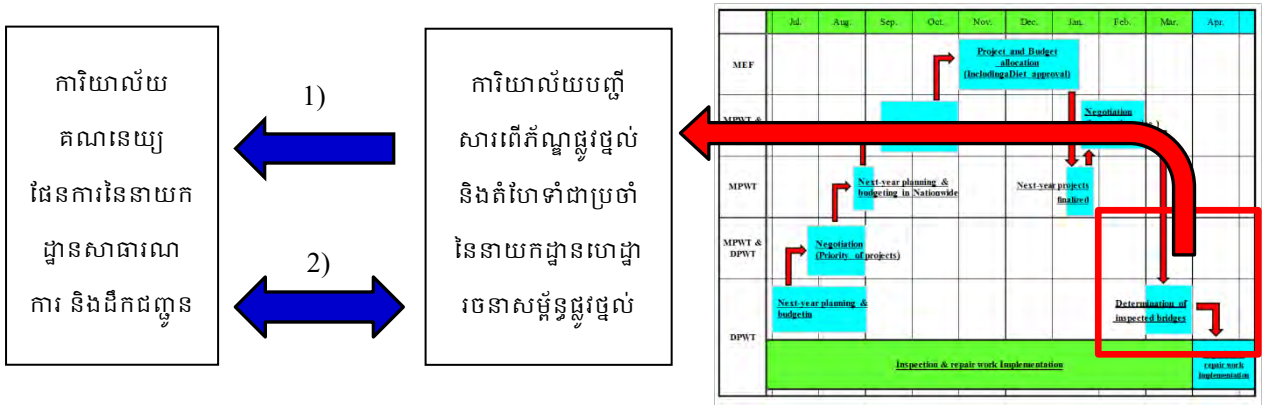 ការិយាល័យ
គណនេយ្យ
ផែនការនៃនាយក
ដ្ឋានសាធារណ
ការ និងដឹកជញ្ជូន
1)
2)
ការិយាល័យបញ្ជី
សារពើភ័ណ្ឌផ្លូវថ្នល់
និងតំហែទាំជាប្រចាំ
នៃនាយកដ្ឋានហេដ្ឋា
រចនាសម្ព័ន្ធផ្លូវថ្នល់
Jul. Aug. Sep. Oct. Nov. Dec. Jan. Feb. Mar. Apr.
MEF
Project and Budget
allocation
(IncludingaDiet approval)
MPWT &
Negotiation
MPWT
Next-year planning &
budgeting in Nationwide
Next-year projects
finalized
MPWT &
DPWT
Negotiation
(Priority of projects)
DPWT
Next-year planning &
budgetin
Determination of
inspected bridges
Inspection & repair work Implementation
repair work
Implementation